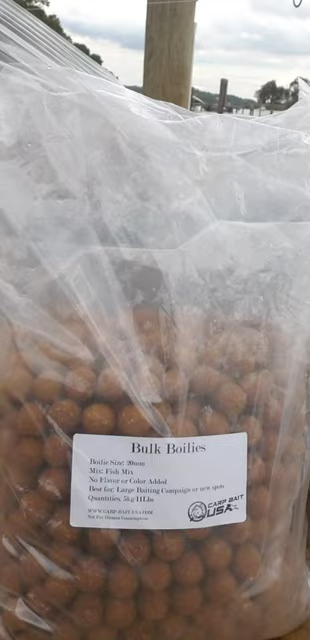 Bulk Boilies
Boilie Size: 20mm
Mix: Fish Mix
No Flavor or Color Added
Best for: Large Baiting Campaign or new spots
Quantities; 5kg/11Lbs
WWW.CARP-BAIT-USA.COM
Not For Human Consumption
CARP BAIT
USA